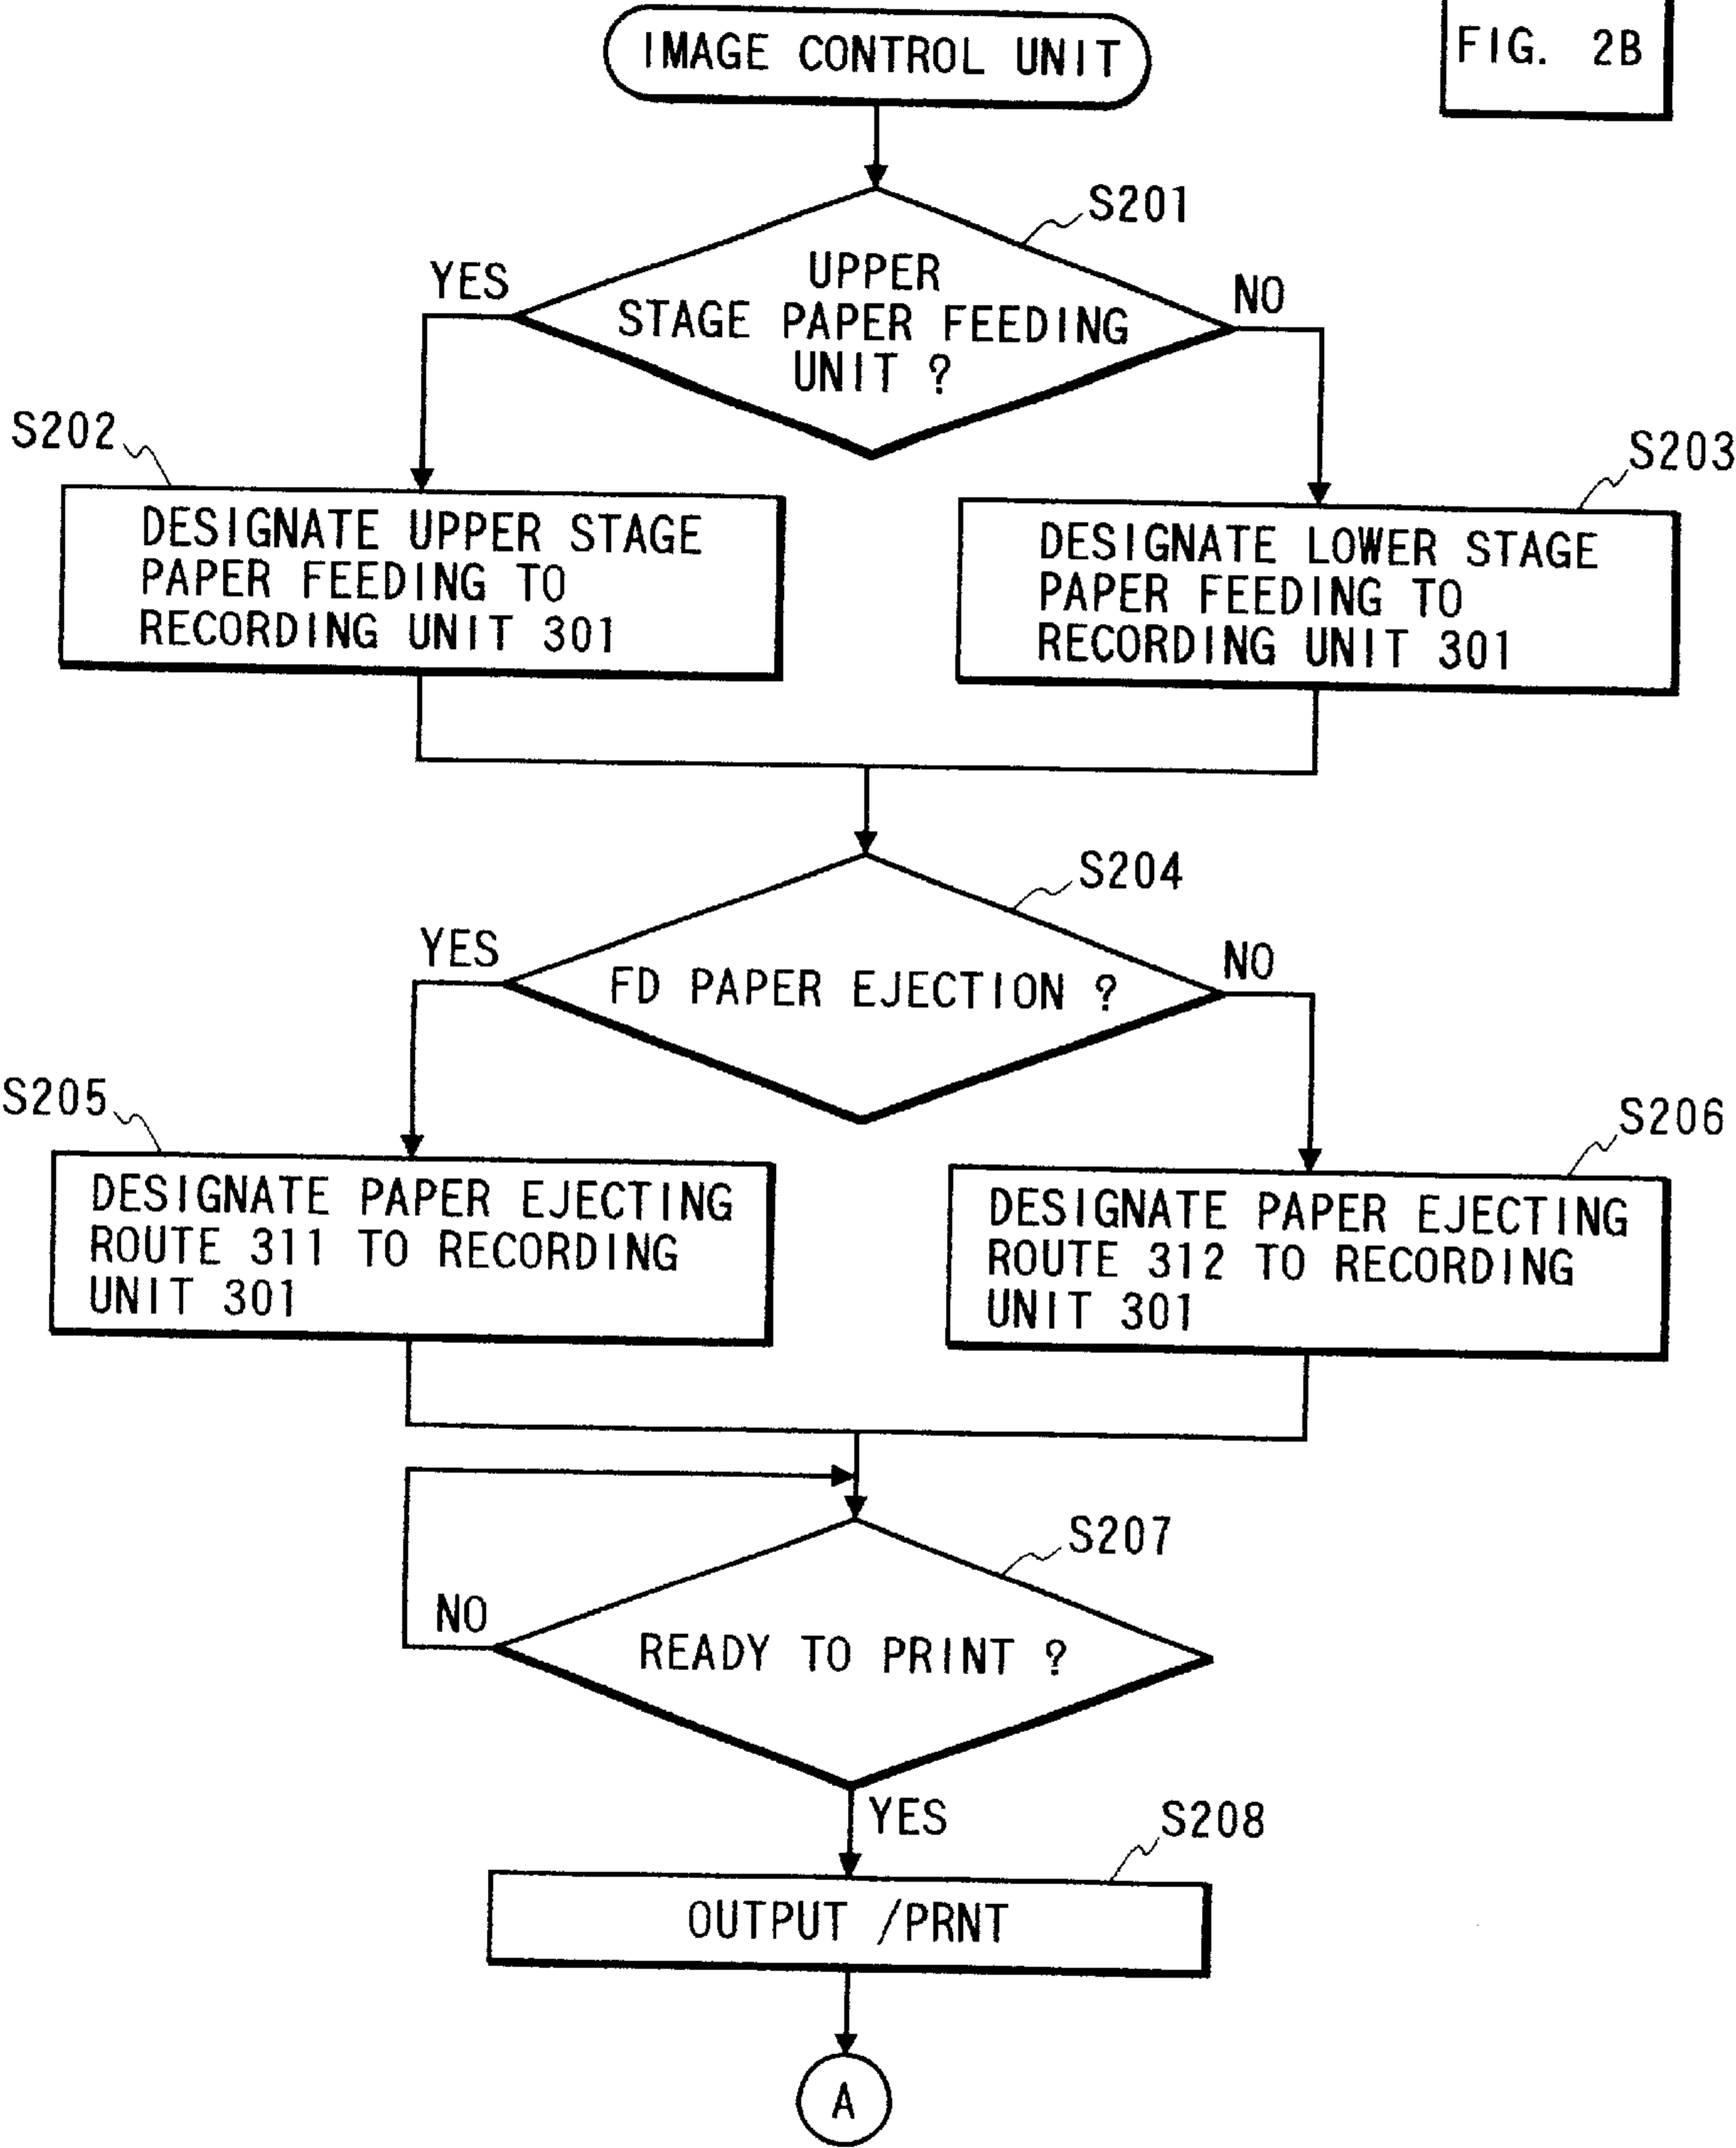 IMAGE CONTROL UNIT
FIG. 2B
S201
UPPER
STAGE PAPER FEEDING
UNIT ?
YES
NO
S202
DESIGNATE UPPER STAGE
PAPER FEEDING TO
RECORDING UNIT 301
S203
DESIGNATE LOWER STAGE
PAPER FEEDING TO
RECORDING UNIT 301
S204
FD PAPER EJECTION ?
YES
NO
S205
DESIGNATE PAPER EJECTING
ROUTE 311 TO RECORDING
UNIT 301
S206
DESIGNATE PAPER EJECTING
ROUTE 312 TO RECORDING
UNIT 301
S207
READY TO PRINT ?
NO
YES
S208
OUTPUT /PRNT
A